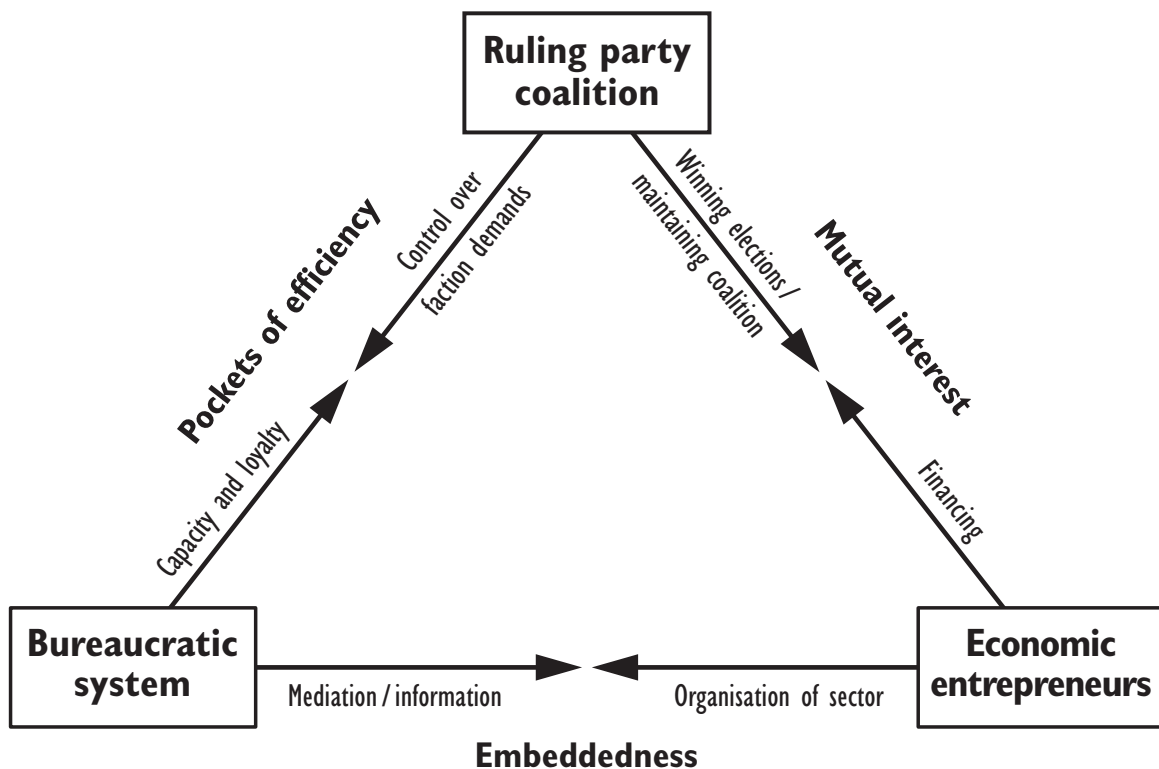 Ruling party
coalition
Control over
faction demands
Winning elections /
maintaining coalition
Pockets of efficiency
Mutual interest
Capacity and loyalty
Financing
Bureaucratic
system
Economic
entrepreneurs
Mediation / information
Organisation of sector
Embeddedness